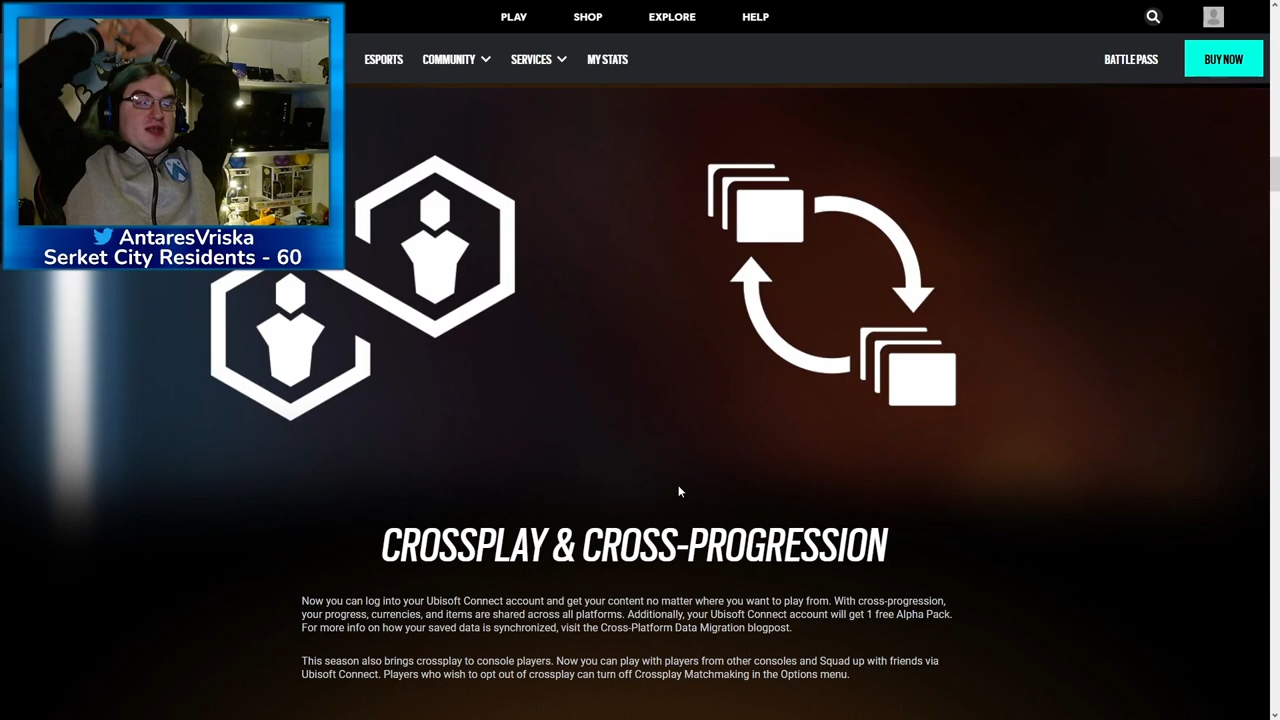 PLAY SHOP EXPLORE HELP
ESPORTS COMMUNITY SERVICES MY STATS BATTLE PASS BUY NOW
AntaresVriska
Serket City Residents - 60
CROSSPLAY & CROSS-PROGRESSION
Now you can log into your Ubisoft Connect account and get your content no matter where you want to play from. With cross-progression,
your progress, currencies, and items are shared across all platforms. Additionally, your Ubisoft Connect account will get 1 free Alpha Pack.
For more info on how your saved data is synchronized, visit the Cross-Platform Data Migration blogpost.
This season also brings crossplay to console players. Now you can play with players from other consoles and Squad up with friends via
Ubisoft Connect. Players who wish to opt out of crossplay can turn off Crossplay Matchmaking in the Options menu.